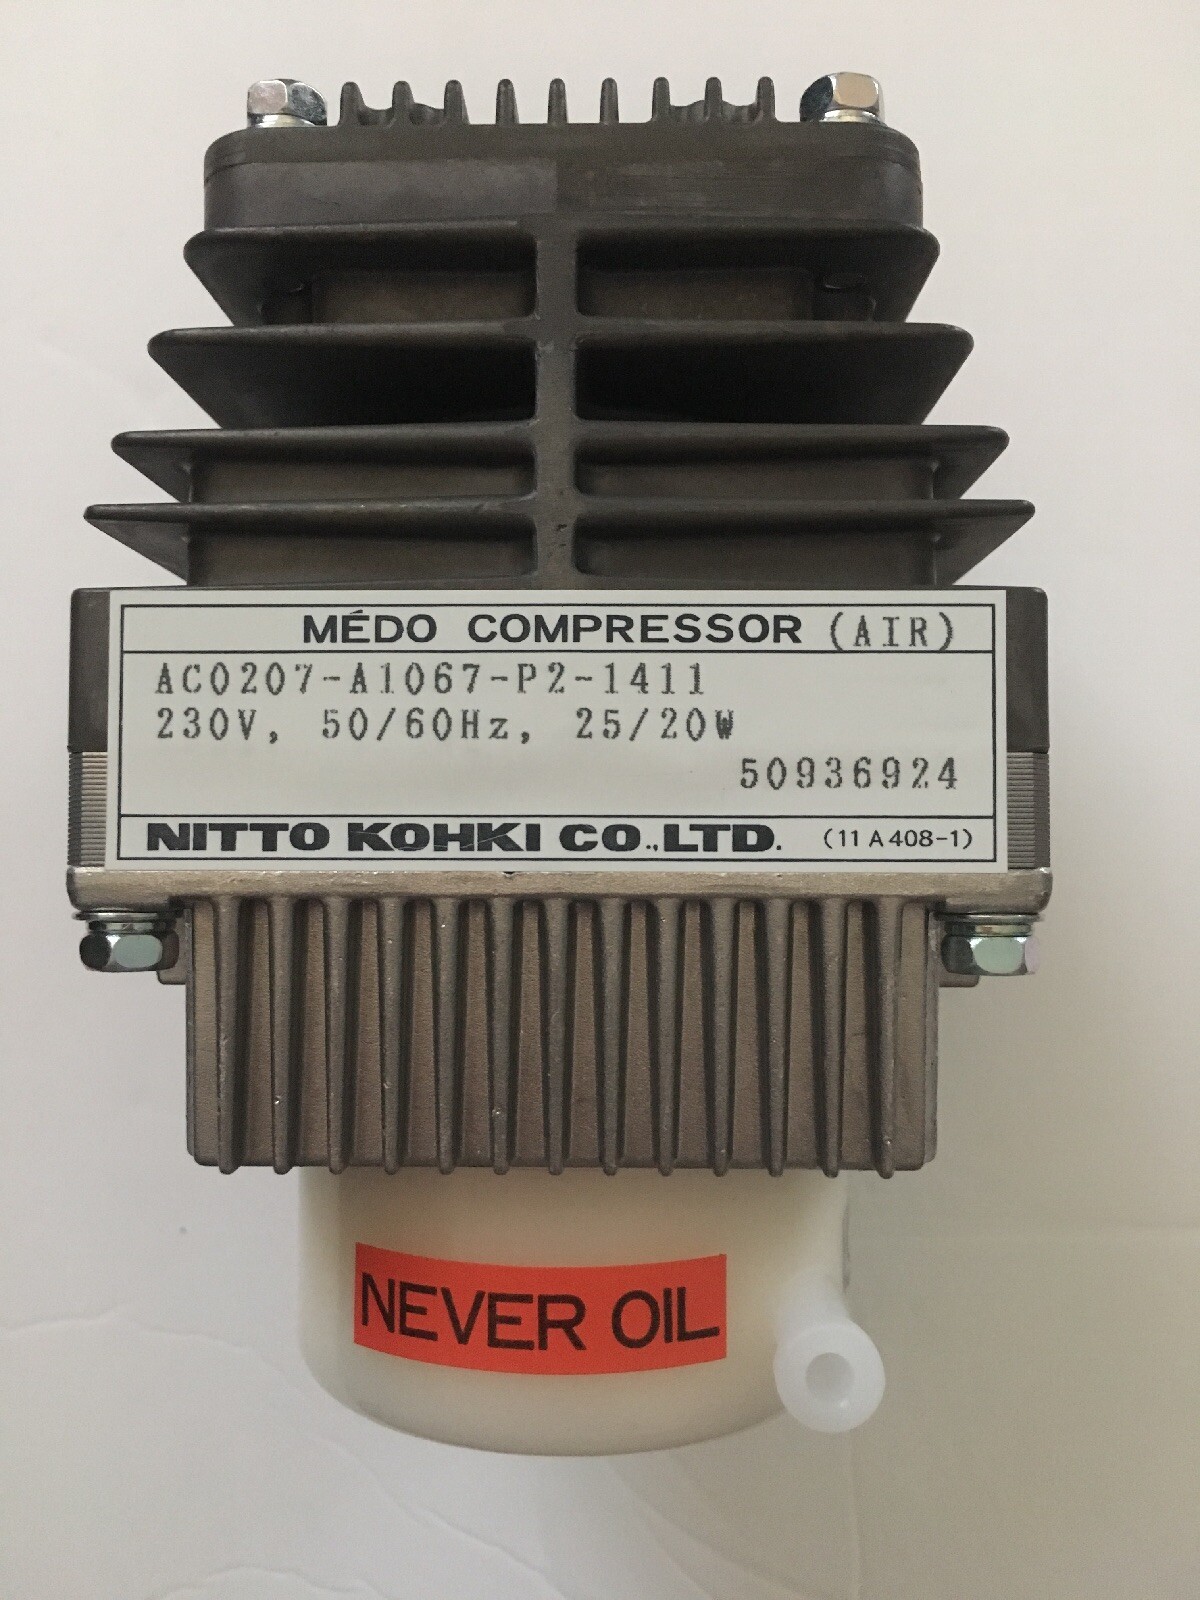 MÉDO COMPRESSOR (AIR)
AC0207-A1067-P2-1411
230V, 50/60Hz, 25/20W
50936924
NITTO KOHKI CO.,LTD. (11 A 408-1)
NEVER OIL